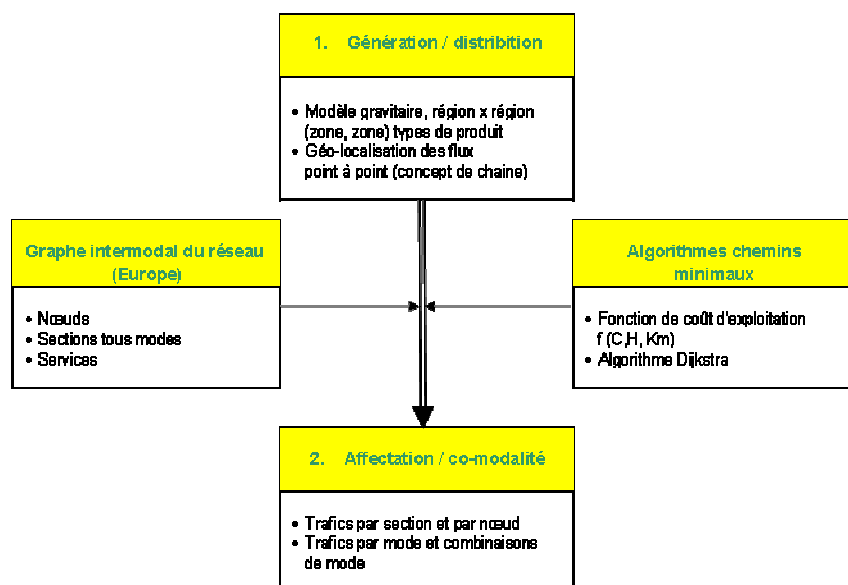 1. Génération / distribition
• Modèle gravitaire, région x région
(zone, zone) types de produit
• Géo-localisation des flux
point à point (concept de chaine)
Graphe intermodal du réseau
(Europe)
• Nœuds
• Sections tous modes
• Services
Algorithmes chemins
minimaux
• Fonction de coût d'exploitation
f (C,H, Km)
• Algorithme Dijkstra
2. Affectation / co-modalité
• Trafics par section et par nœud
• Trafics par mode et combinaisons
de mode